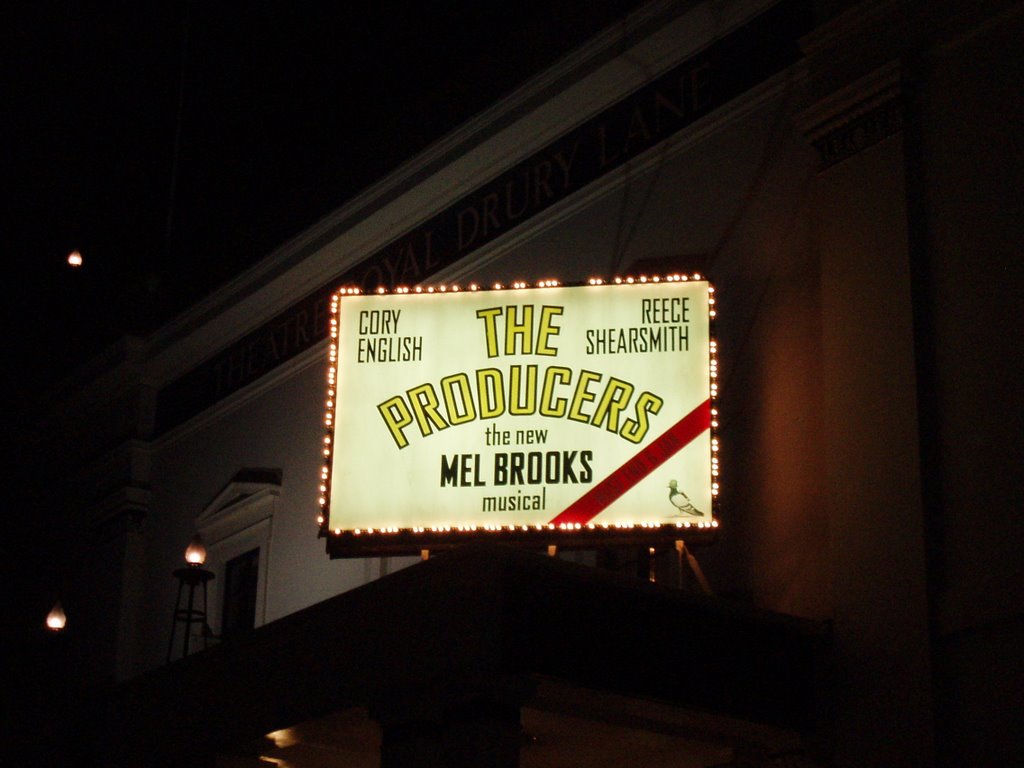 THEATRE ROYAL DRURY LANE
CORY
ENGLISH
REECE
SHEARSMITH
THE
PRODUCERS
the new
MEL BROOKS
musical